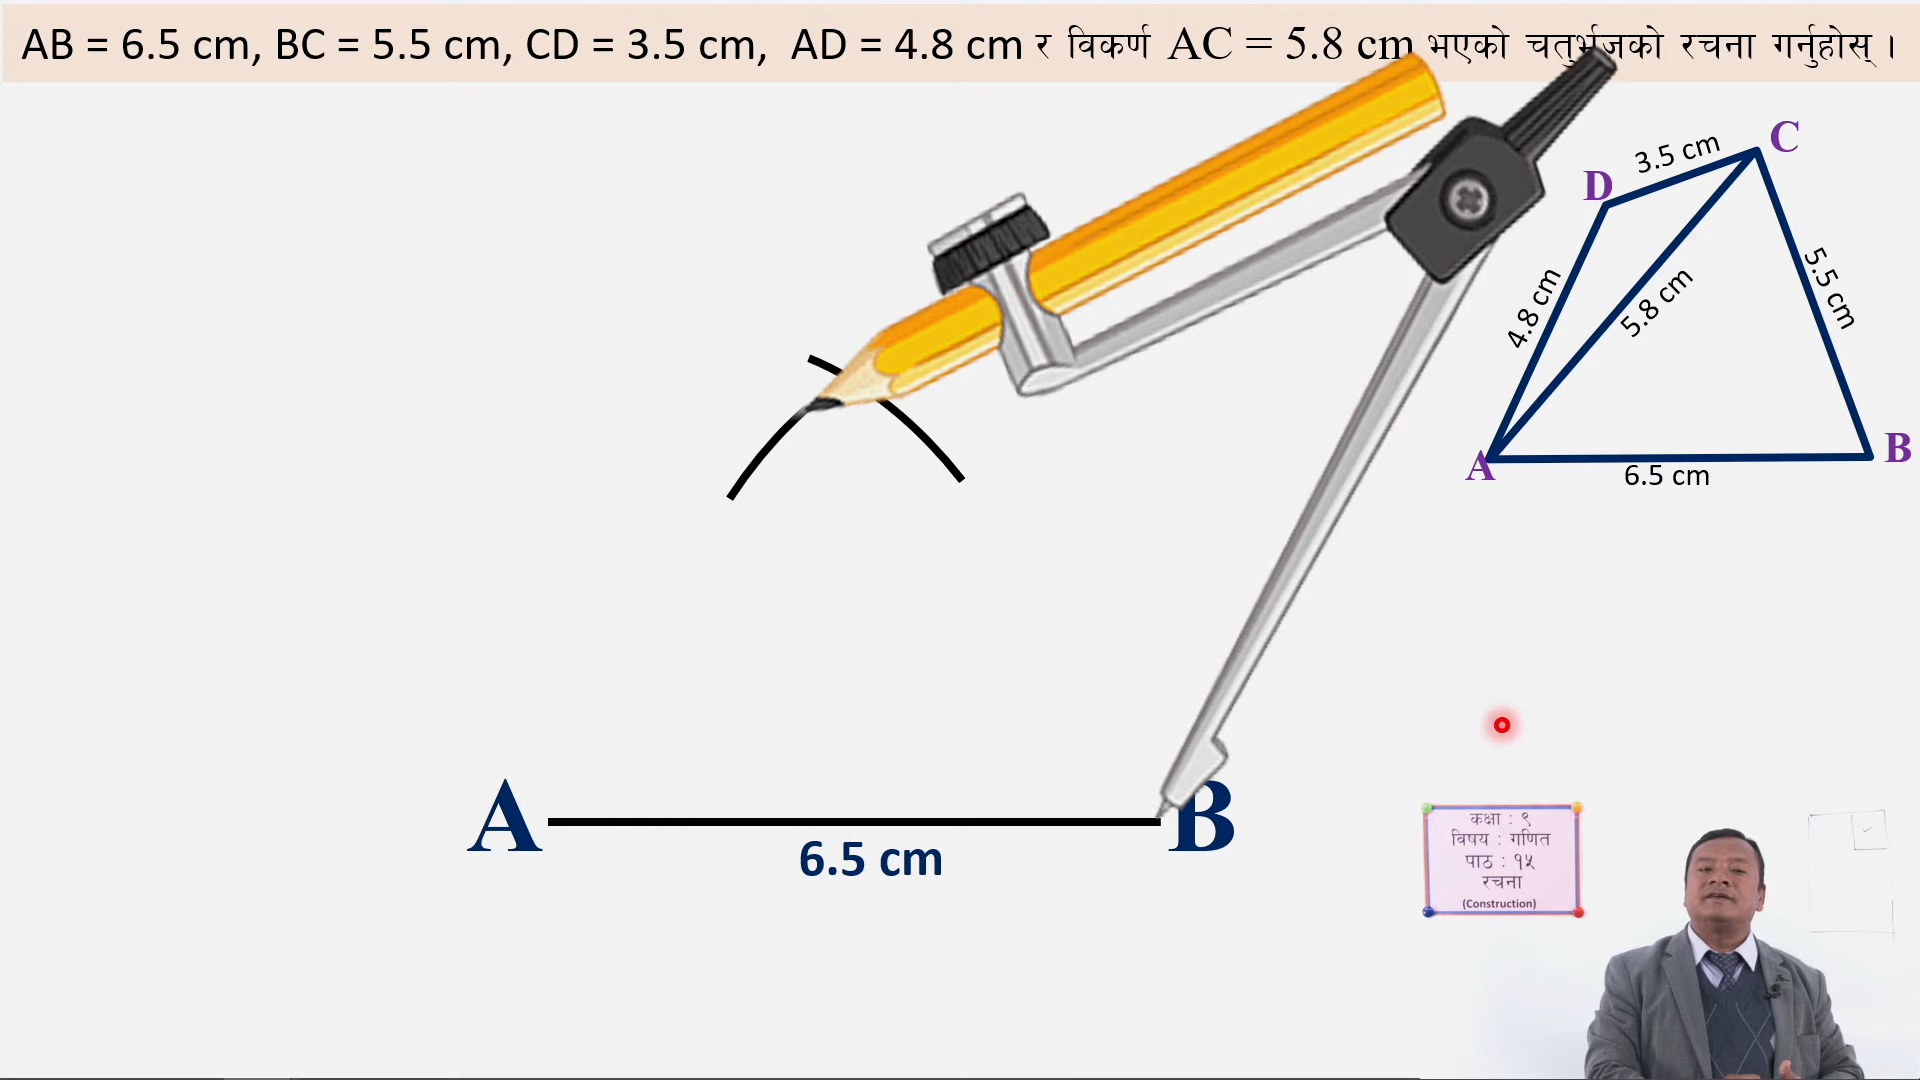 AB = 6.5 cm, BC = 5.5 cm, CD = 3.5 cm, AD = 4.8 cm र विकर्ण AC = 5.8 cm भएको चतुर्भुजको रचना गर्नुहोस् ।
C
3.5 cm
D
5.5 cm
4.8 cm
5.8 cm
A
B
6.5 cm
A
B
6.5 cm
कक्षा : ९
विषय : गणित
पाठ : १५
रचना
(Construction)